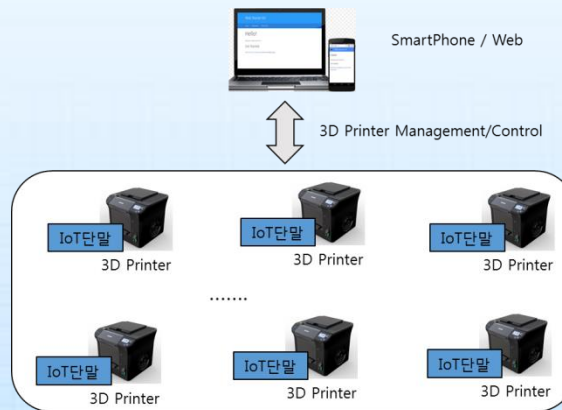 SmartPhone / Web
3D Printer Management/Control
IoT단말
3D Printer
IoT단말
3D Printer
IoT단말
3D Printer
.......
IoT단말
3D Printer
IoT단말
3D Printer
IoT단말
3D Printer